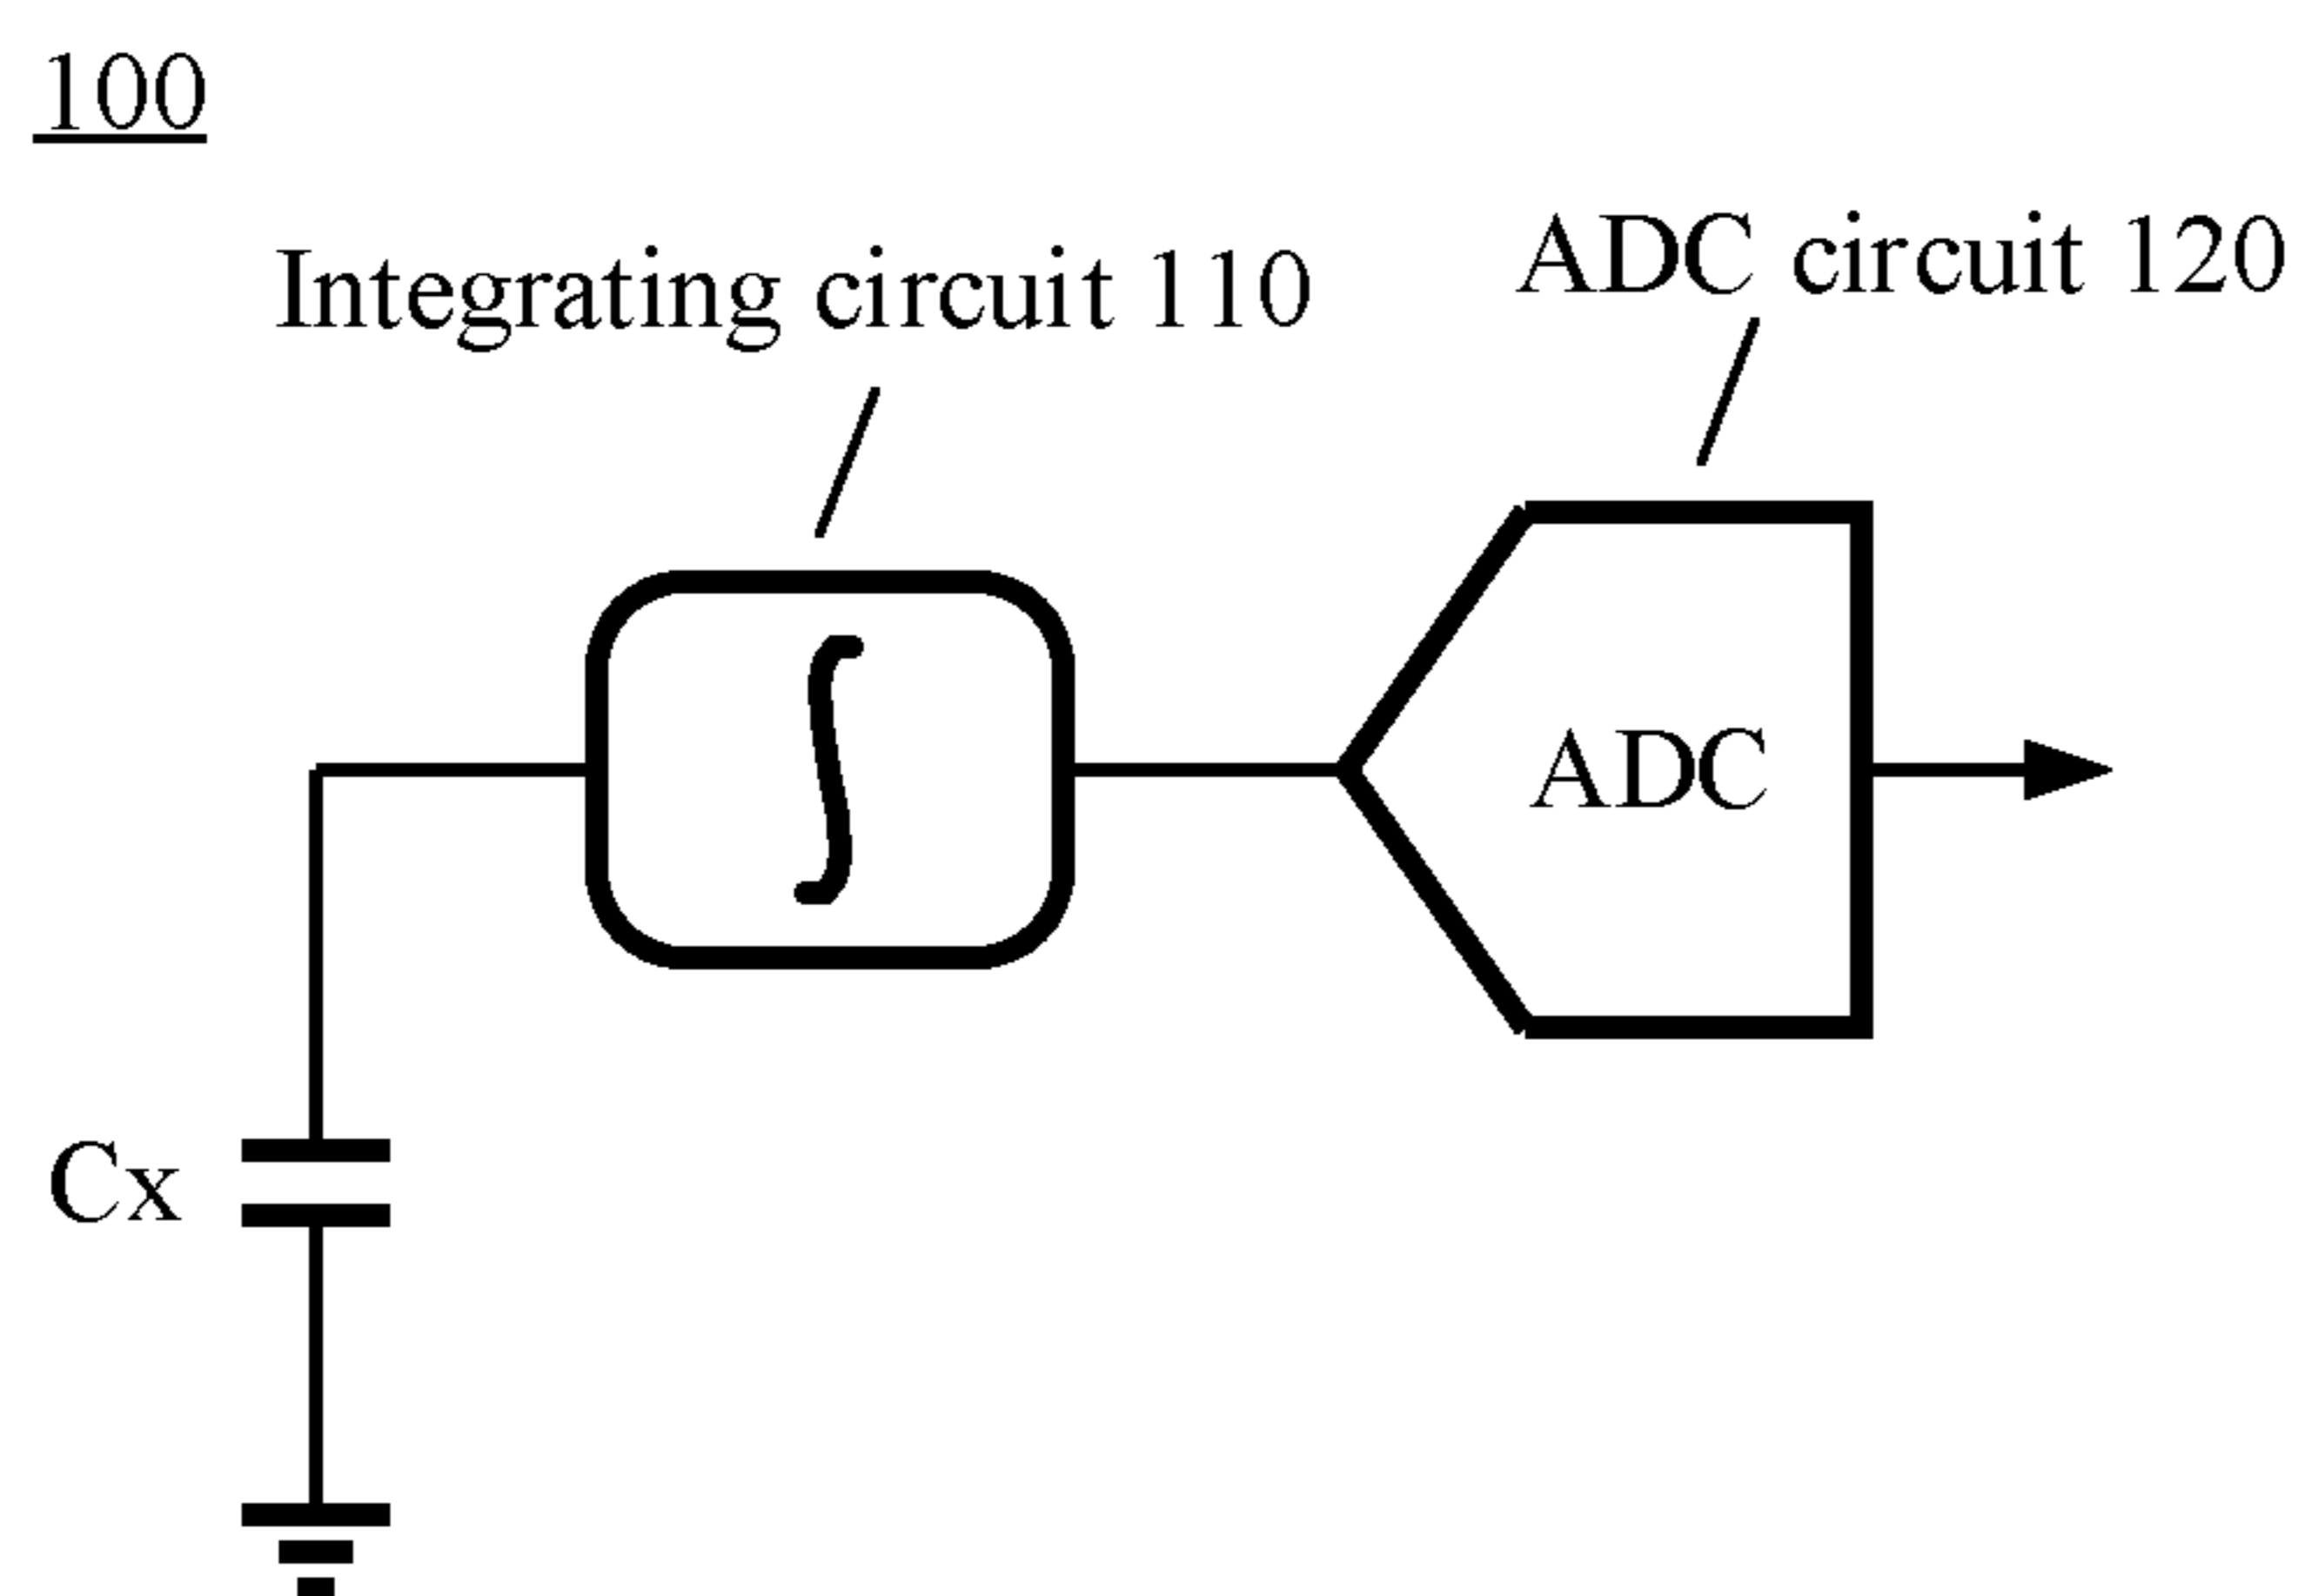 100
ADC circuit 120
Integrating circuit 110
∫
ADC
Cx